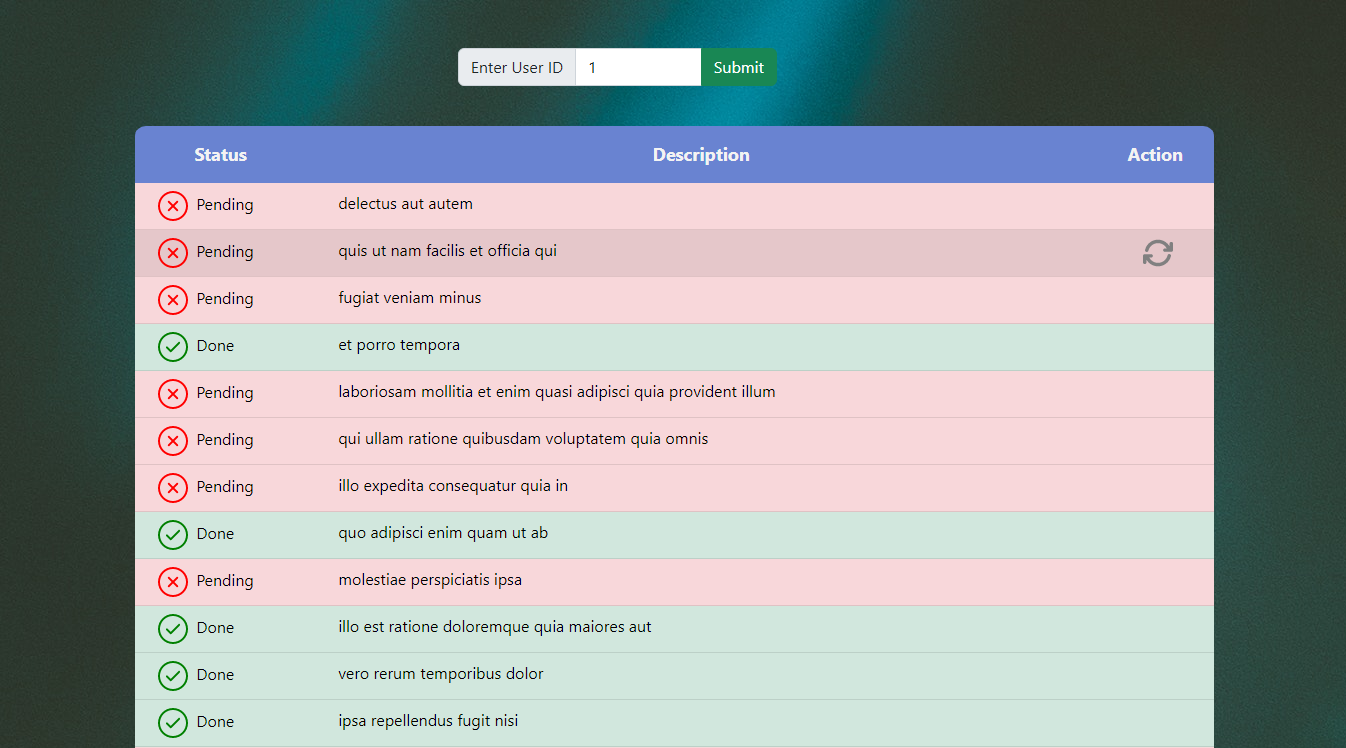 Enter User ID 1 Submit
Status Description Action
Pending delectus aut autem
Pending quis ut nam facilis et officia qui
Pending fugiat veniam minus
Done et porro tempora
Pending laboriosam mollitia et enim quasi adipisci quia provident illum
Pending qui ullam ratione quibusdam voluptatem quia omnis
Pending illo expedita consequatur quia in
Done quo adipisci enim quam ut ab
Pending molestiae perspiciatis ipsa
Done illo est ratione doloremque quia maiores aut
Done vero rerum temporibus dolor
Done ipsa repellendus fugit nisi